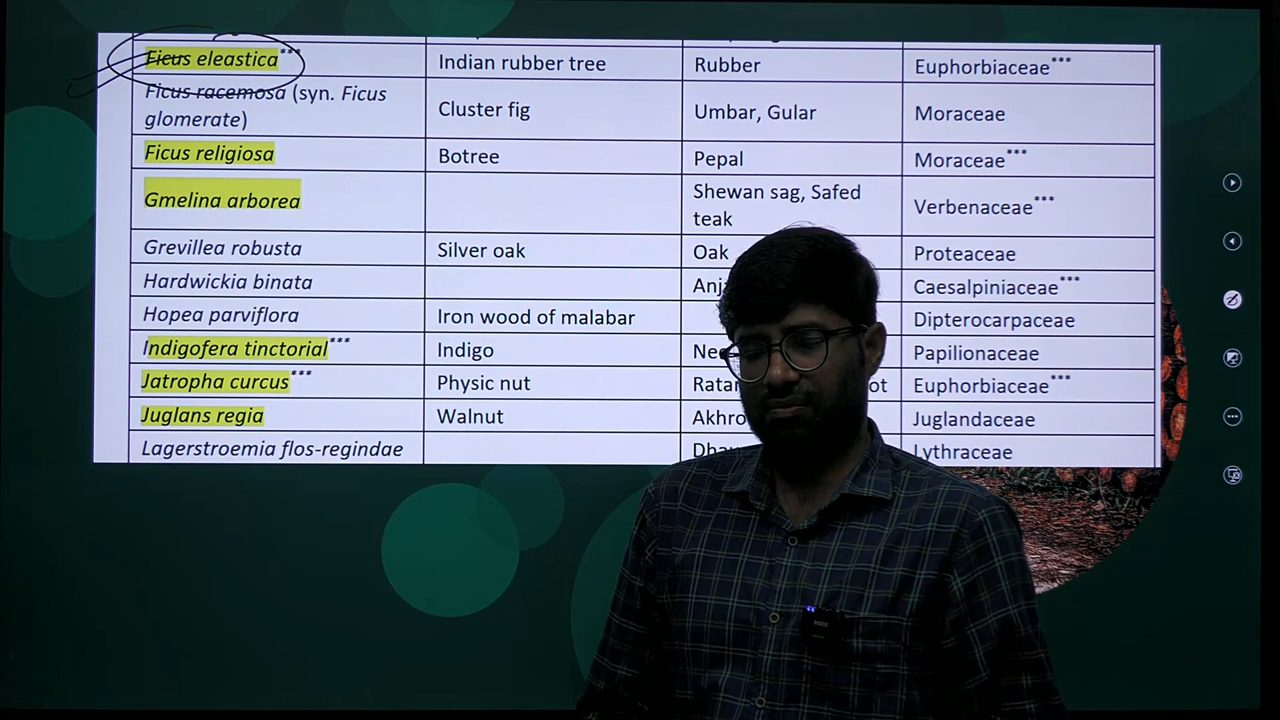 Ficus eleastica*** Indian rubber tree Rubber Euphorbiaceae***
Ficus racemosa (syn. Ficus
glomerate) Cluster fig Umbar, Gular Moraceae
Ficus religiosa Botree Pepal Moraceae***
Gmelina arborea Shewan sag, Safed
teak Verbenaceae***
Grevillea robusta Silver oak Oak Proteaceae
Hardwickia binata Caesalpiniaceae***
Hopea parviflora Iron wood of malabar Dipterocarpaceae
Indigofera tinctorial*** Indigo Papilionaceae
Jatropha curcus*** Physic nut Euphorbiaceae***
Juglans regia Walnut Juglandaceae
Lagerstroemia flos-regindae Lythraceae